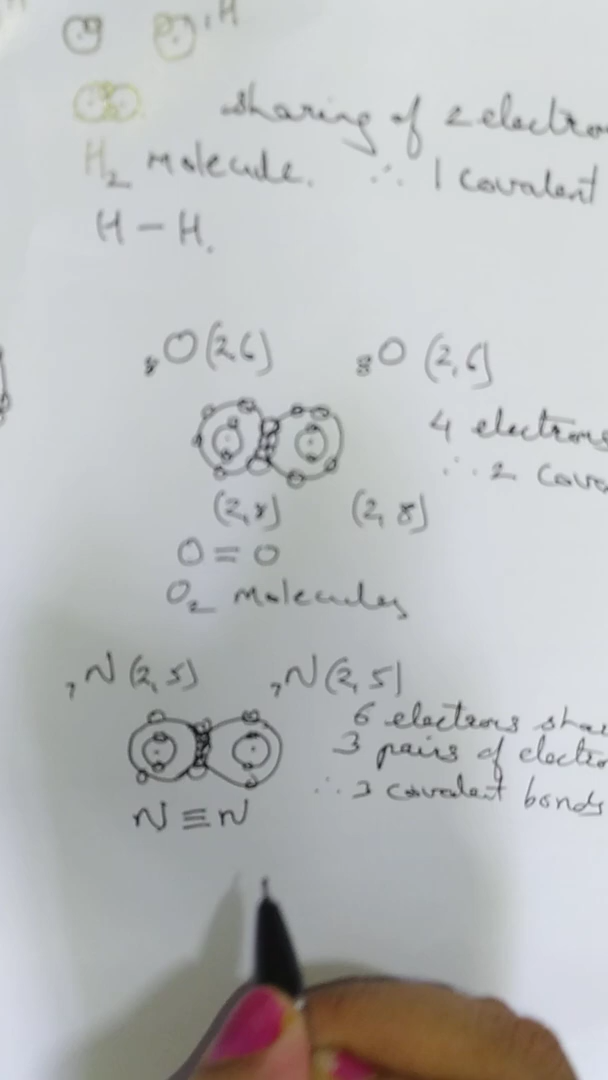 H
sharing of 2 electron
H₂ molecule. ∴ 1 covalent
H – H.
₈O (2,6) ₈O (2,6)
4 electrons
∴ 2 cova
(2,8) (2,8)
O = O
O₂ molecules
₇N (2,5) ₇N (2,5)
6 electrons sha
3 pairs of electro
∴ 3 covalent bonds
N ≡ N